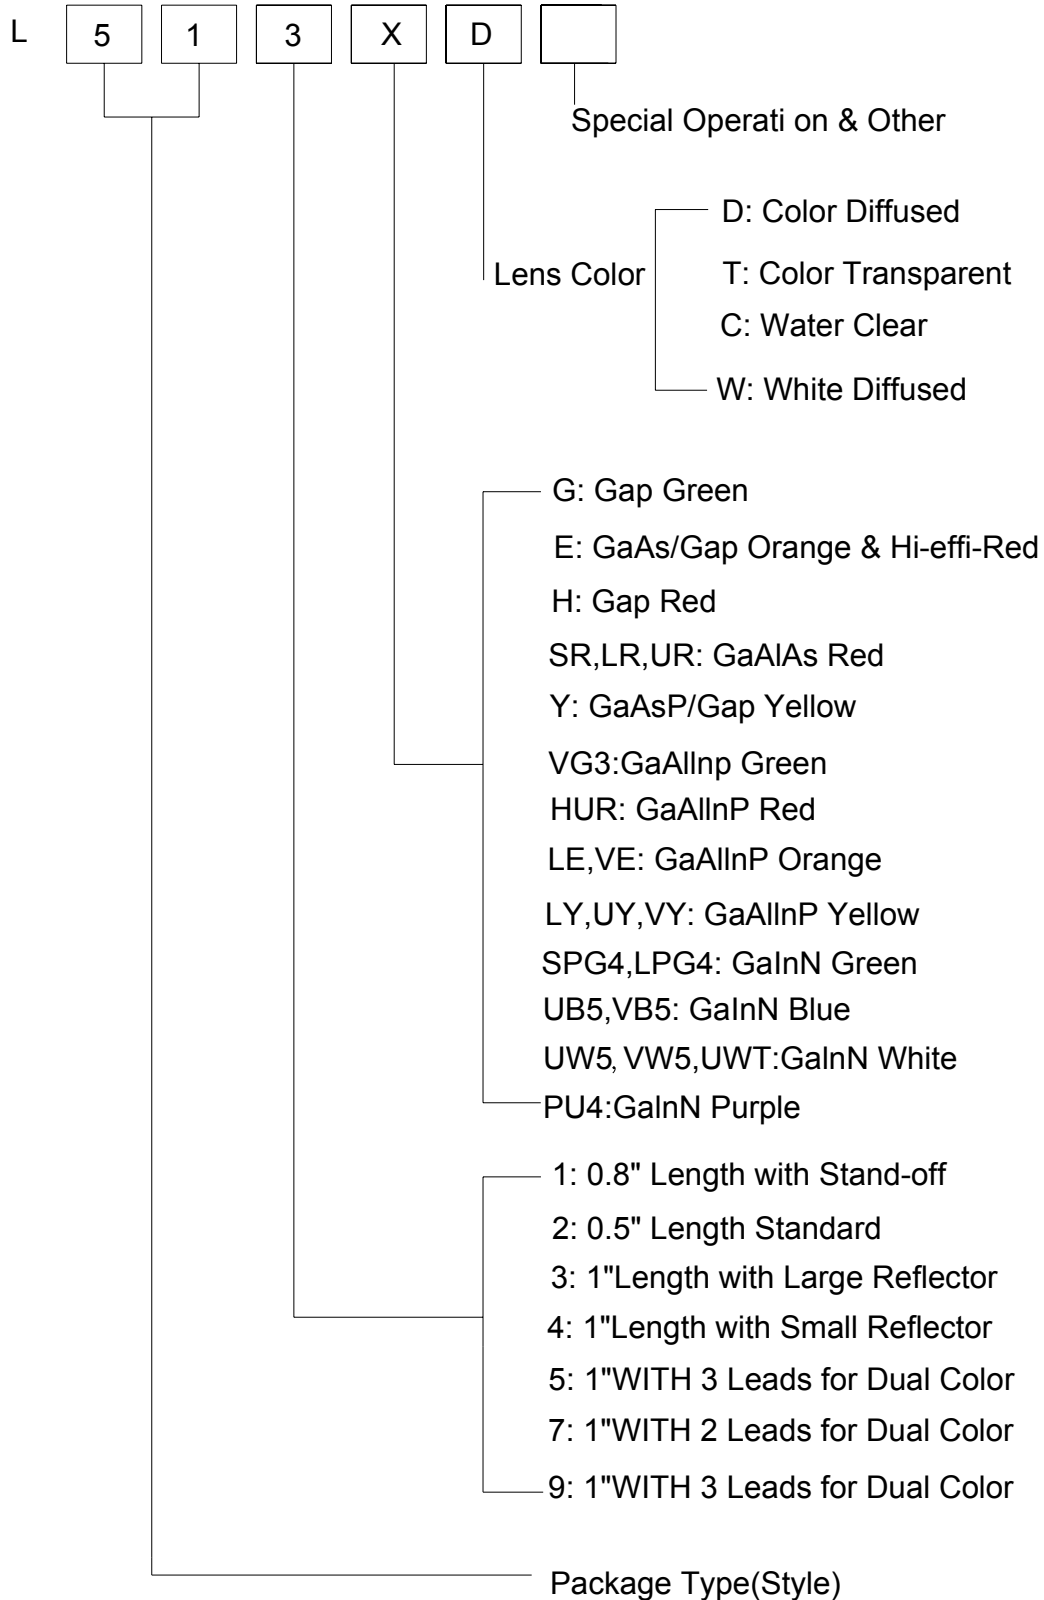 L 5 1 3 X D
Special Operati on & Other
D: Color Diffused
Lens Color
T: Color Transparent
C: Water Clear
W: White Diffused
G: Gap Green
E: GaAs/Gap Orange & Hi-effi-Red
H: Gap Red
SR,LR,UR: GaAlAs Red
Y: GaAsP/Gap Yellow
VG3:GaAllnp Green
HUR: GaAllnP Red
LE,VE: GaAllnP Orange
LY,UY,VY: GaAllnP Yellow
SPG4,LPG4: GaInN Green
UB5,VB5: GaInN Blue
UW5, VW5,UWT:GaInN White
PU4:GaInN Purple
1: 0.8" Length with Stand-off
2: 0.5" Length Standard
3: 1"Length with Large Reflector
4: 1"Length with Small Reflector
5: 1"WITH 3 Leads for Dual Color
7: 1"WITH 2 Leads for Dual Color
9: 1"WITH 3 Leads for Dual Color
Package Type(Style)